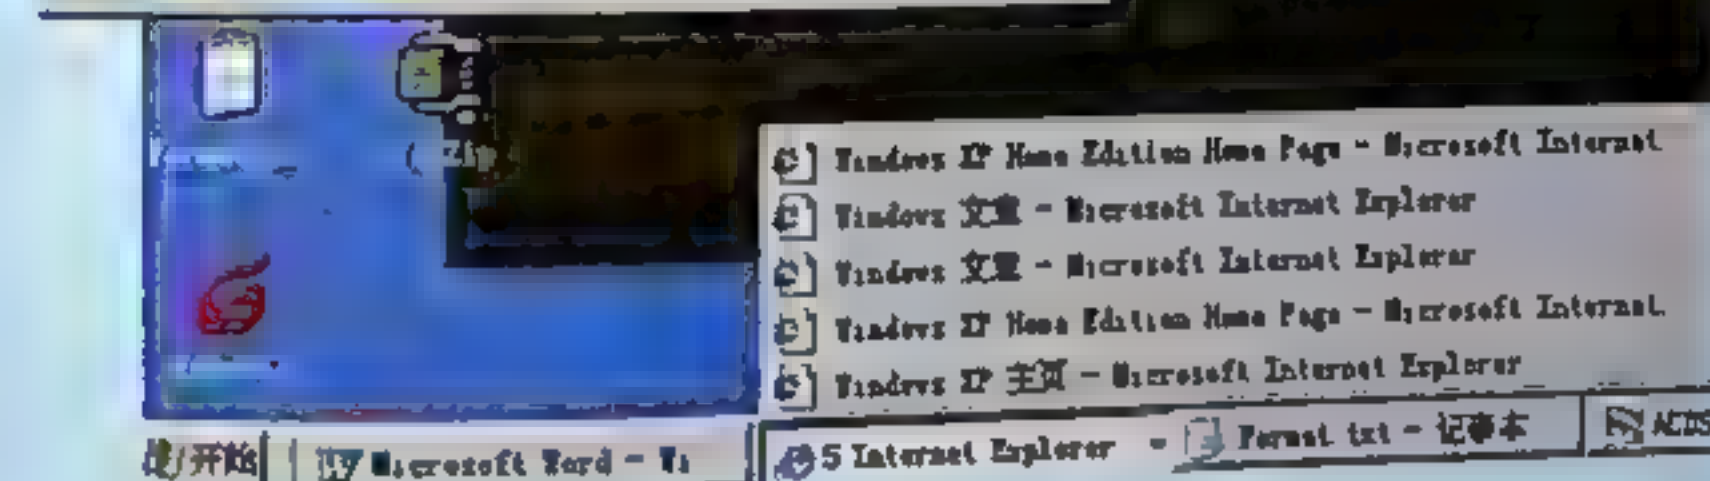 Windows XP Home Edition Home Page - Microsoft Internet
Windows 文章 - Microsoft Internet Explorer
Windows 文章 - Microsoft Internet Explorer
Windows XP Home Edition Home Page - Microsoft Internet
Windows XP 主页 - Microsoft Internet Explorer
开始 Microsoft Word - Wi 5 Internet Explorer Format txt - 记事本 ACDS